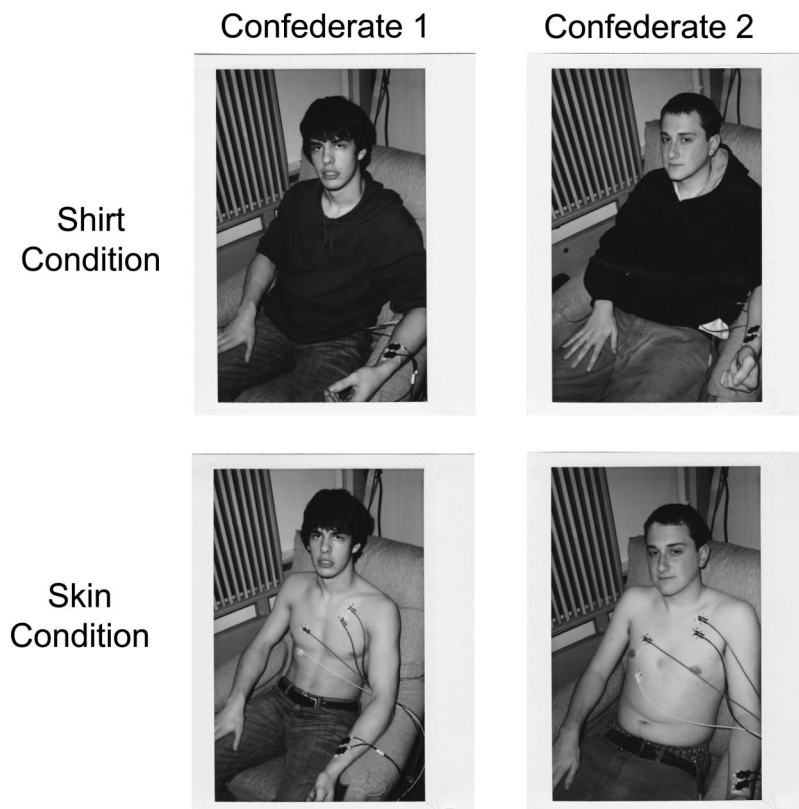 Confederate 1
Confederate 2
Shirt
Condition
Skin
Condition